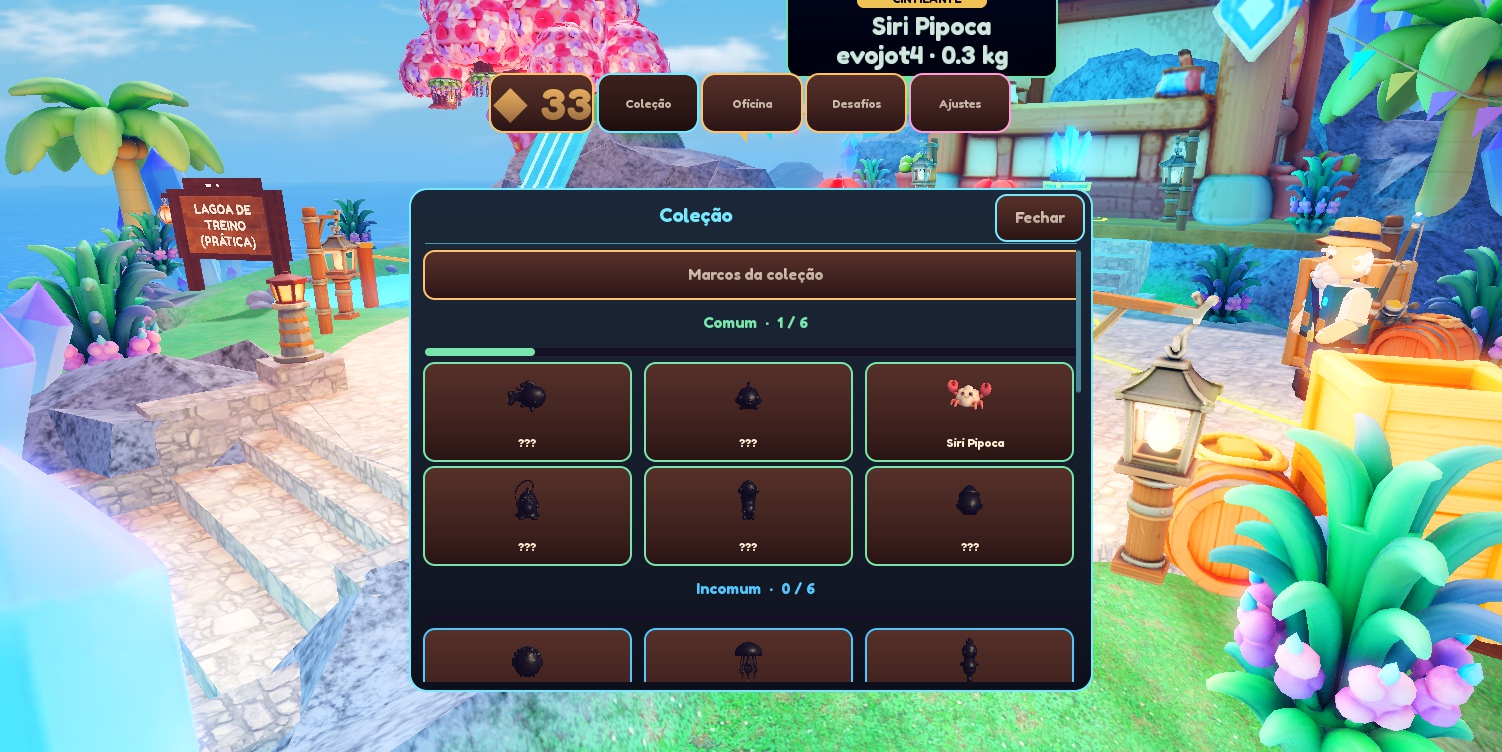 CINTILANTE
Siri Pipoca
evojot4 · 0.3 kg
33
Coleção
Oficina
Desafios
Ajustes
LAGOA DE
TREINO
(PRÁTICA)
Coleção
Fechar
Marcos da coleção
Comum · 1 / 6
???
???
Siri Pipoca
???
???
???
Incomum · 0 / 6